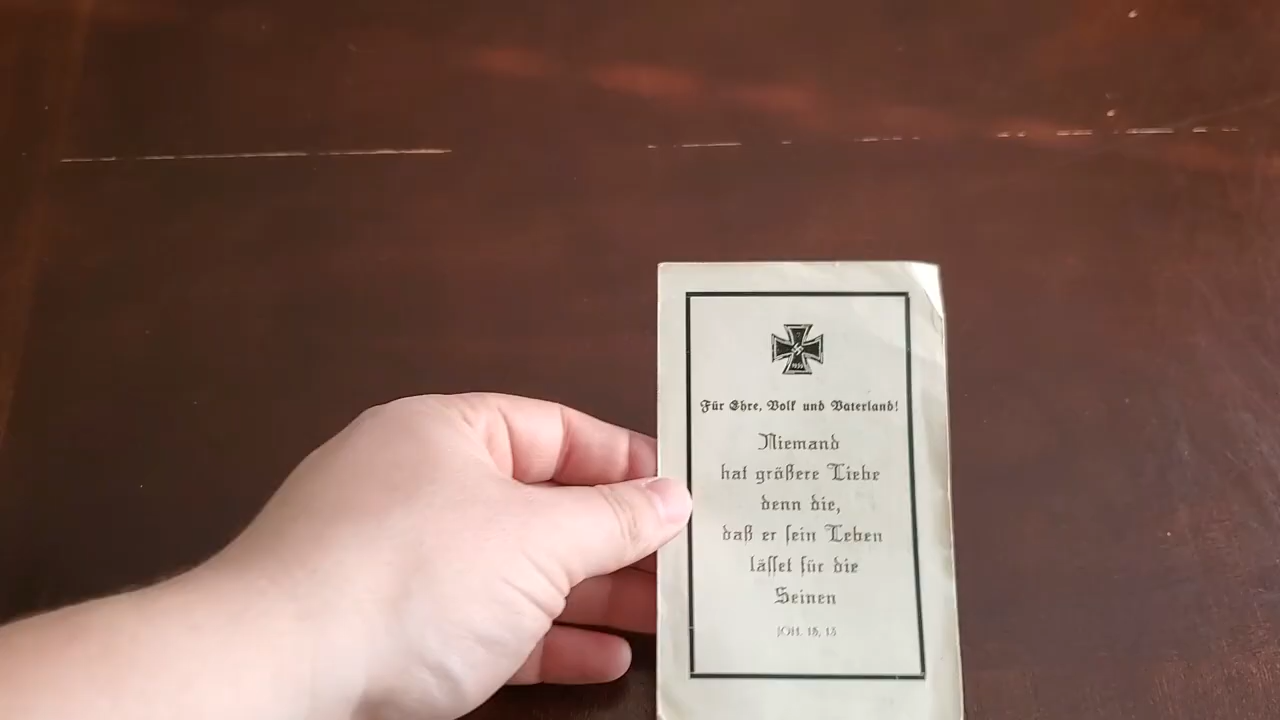 Für Ehre, Volk und Vaterland!
Niemand
hat größere Liebe
denn die,
daß er sein Leben
lässet für die
Seinen
JOH. 15, 13